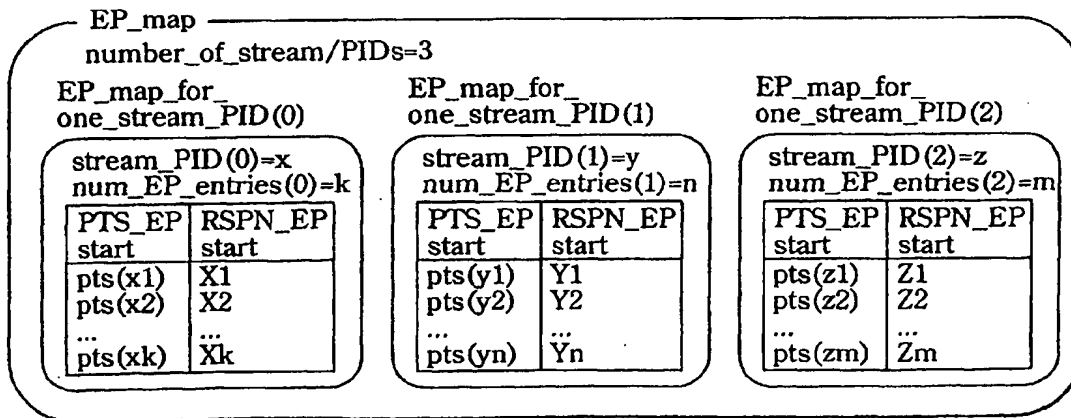 EP_map
number_of_stream/PIDs=3
EP_map_for_
one_stream_PID(0)
stream_PID(0)=x
num_EP_entries(0)=k
PTS_EP RSPN_EP
start start
pts(x1) X1
pts(x2) X2
... ...
pts(xk) Xk
EP_map_for_
one_stream_PID(1)
stream_PID(1)=y
num_EP_entries(1)=n
PTS_EP RSPN_EP
start start
pts(y1) Y1
pts(y2) Y2
... ...
pts(yn) Yn
EP_map_for_
one_stream_PID(2)
stream_PID(2)=z
num_EP_entries(2)=m
PTS_EP RSPN_EP
start start
pts(z1) Z1
pts(z2) Z2
... ...
pts(zm) Zm